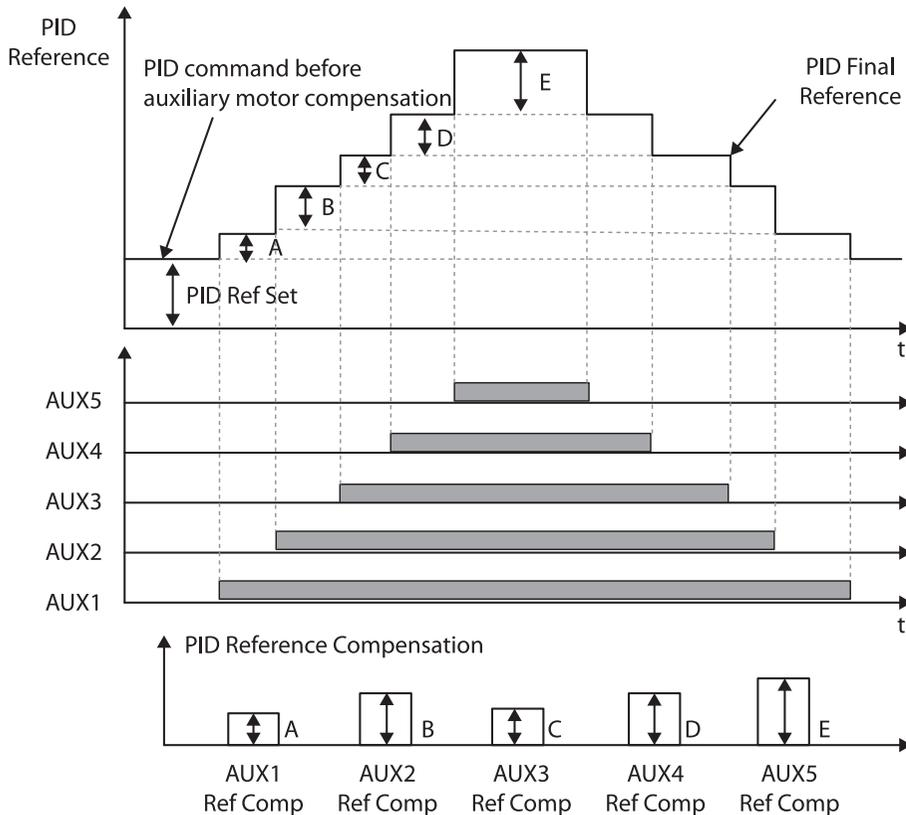 PID
Reference
PID command before
auxiliary motor compensation
PID Final
Reference
E
D
C
B
A
PID Ref Set
t
AUX5
AUX4
AUX3
AUX2
AUX1
t
PID Reference Compensation
A
B
C
D
E
AUX1
Ref Comp
AUX2
Ref Comp
AUX3
Ref Comp
AUX4
Ref Comp
AUX5
Ref Comp